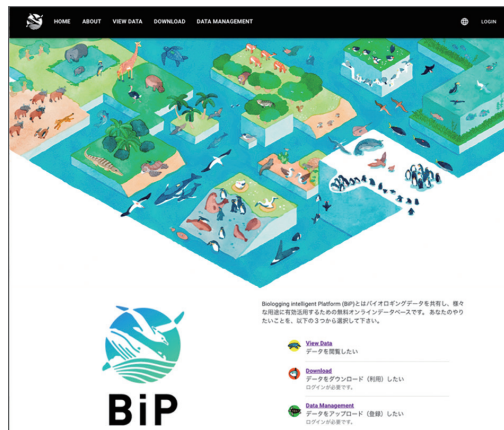 HOME ABOUT VIEW DATA DOWNLOAD DATA MANAGEMENT LOGIN
Biologging intelligent Platform (BiP)とはバイオロギングデータを共有し、様々
な用途に有効活用するための無料オンラインデータベースです。 あなたのやり
たいことを、以下の３つから選択して下さい。
View Data
データを閲覧したい
Download
データをダウンロード（利用）したい
ログインが必要です。
Data Management
データをアップロード（登録）したい
ログインが必要です。
BiP